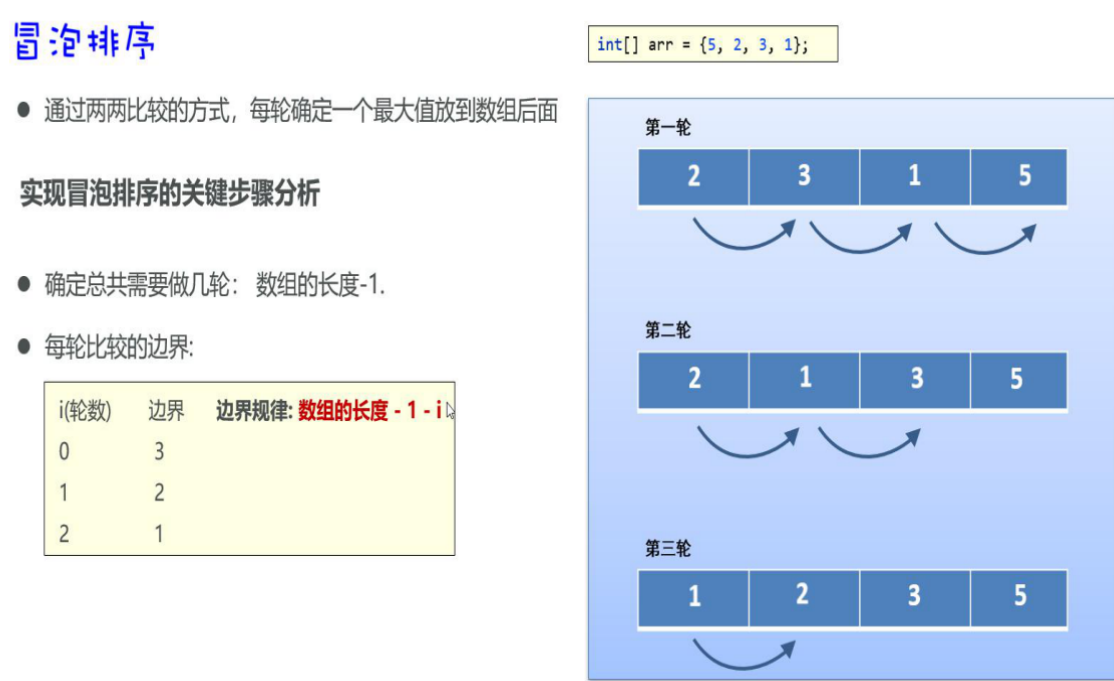 冒泡排序
● 通过两两比较的方式，每轮确定一个最大值放到数组后面
实现冒泡排序的关键步骤分析
● 确定总共需要做几轮： 数组的长度-1.
● 每轮比较的边界:
i(轮数) 边界 边界规律: 数组的长度 - 1 - i
0 3
1 2
2 1
int[] arr = {5, 2, 3, 1};
第一轮
2 3 1 5
第二轮
2 1 3 5
第三轮
1 2 3 5